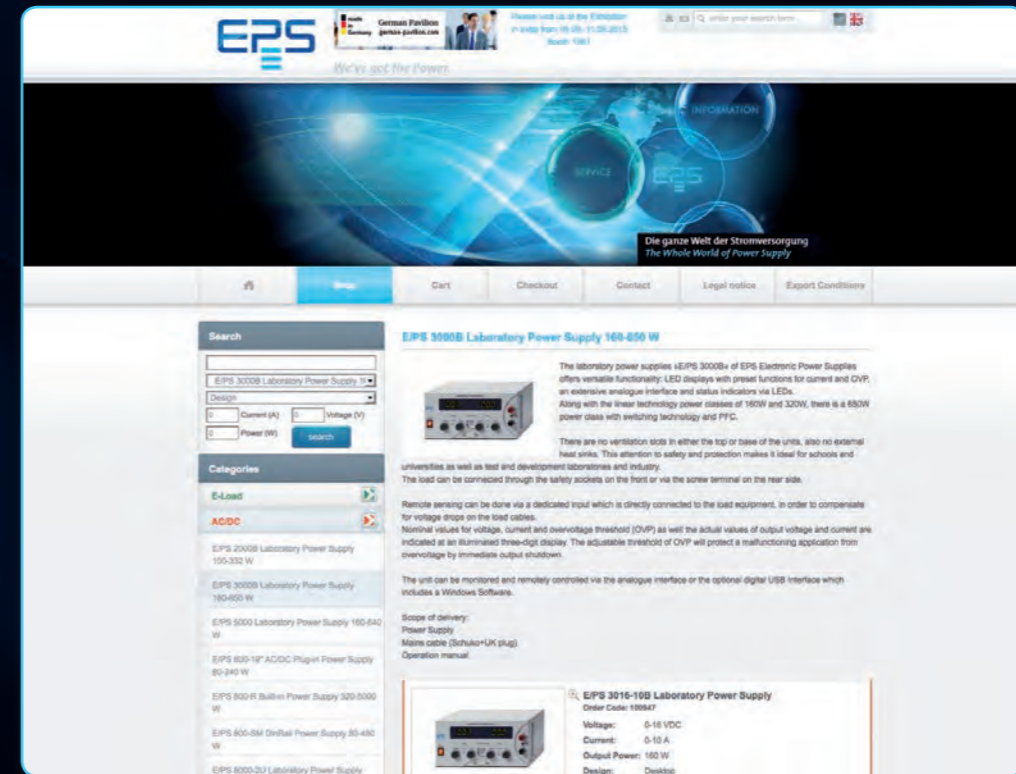 EPS
made
in
Germany
German Pavilion
german-pavilion.com
Please visit us at the Exhibition
Booth
enter your search term
We've got the Power.
INFORMATION
SERVICE
EPS
Die ganze Welt der Stromversorgung
The Whole World of Power Supply
Shop
Cart
Checkout
Contact
Legal notice
Export Conditions
Search
E/PS 3000B Laboratory Power Supply
Design
0 Current (A) 0 Voltage (V)
0 Power (W) search
Categories
E-Load
AC/DC
E/PS 2000B Laboratory Power Supply
100-332 W
E/PS 3000B Laboratory Power Supply
160-650 W
E/PS 5000 Laboratory Power Supply 160-640
W
E/PS 800-19" AC/DC Plug-in Power Supply
80-240 W
E/PS 800-R Built-in Power Supply 320-5000
W
E/PS 800-SM DinRail Power Supply 80-480
W
E/PS 8000-2U Laboratory Power Supply
E/PS 3000B Laboratory Power Supply 160-650 W
The laboratory power supplies »E/PS 3000B« of EPS Electronic Power Supplies
offers versatile functionality: LED displays with preset functions for current and OVP,
an extensive analogue interface and status indicators via LEDs.
Along with the linear technology power classes of 160W and 320W, there is a 650W
power class with switching technology and PFC.
There are no ventilation slots in either the top or base of the units, also no external
heat sinks. This attention to safety and protection makes it ideal for schools and
universities as well as test and development laboratories and industry.
The load can be connected through the safety sockets on the front or via the screw terminal on the rear side.
Remote sensing can be done via a dedicated input which is directly connected to the load equipment, in order to compensate
for voltage drops on the load cables.
Nominal values for voltage, current and overvoltage threshold (OVP) as well the actual values of output voltage and current are
indicated at an illuminated three-digit display. The adjustable threshold of OVP will protect a malfunctioning application from
overvoltage by immediate output shutdown.
The unit can be monitored and remotely controlled via the analogue interface or the optional digital USB Interface which
includes a Windows Software.
Scope of delivery:
Power Supply
Mains cable (Schuko+UK plug)
Operation manual
E/PS 3016-10B Laboratory Power Supply
Order Code: 100947
Voltage: 0-16 VDC
Current: 0-10 A
Output Power: 160 W
Design: Desktop